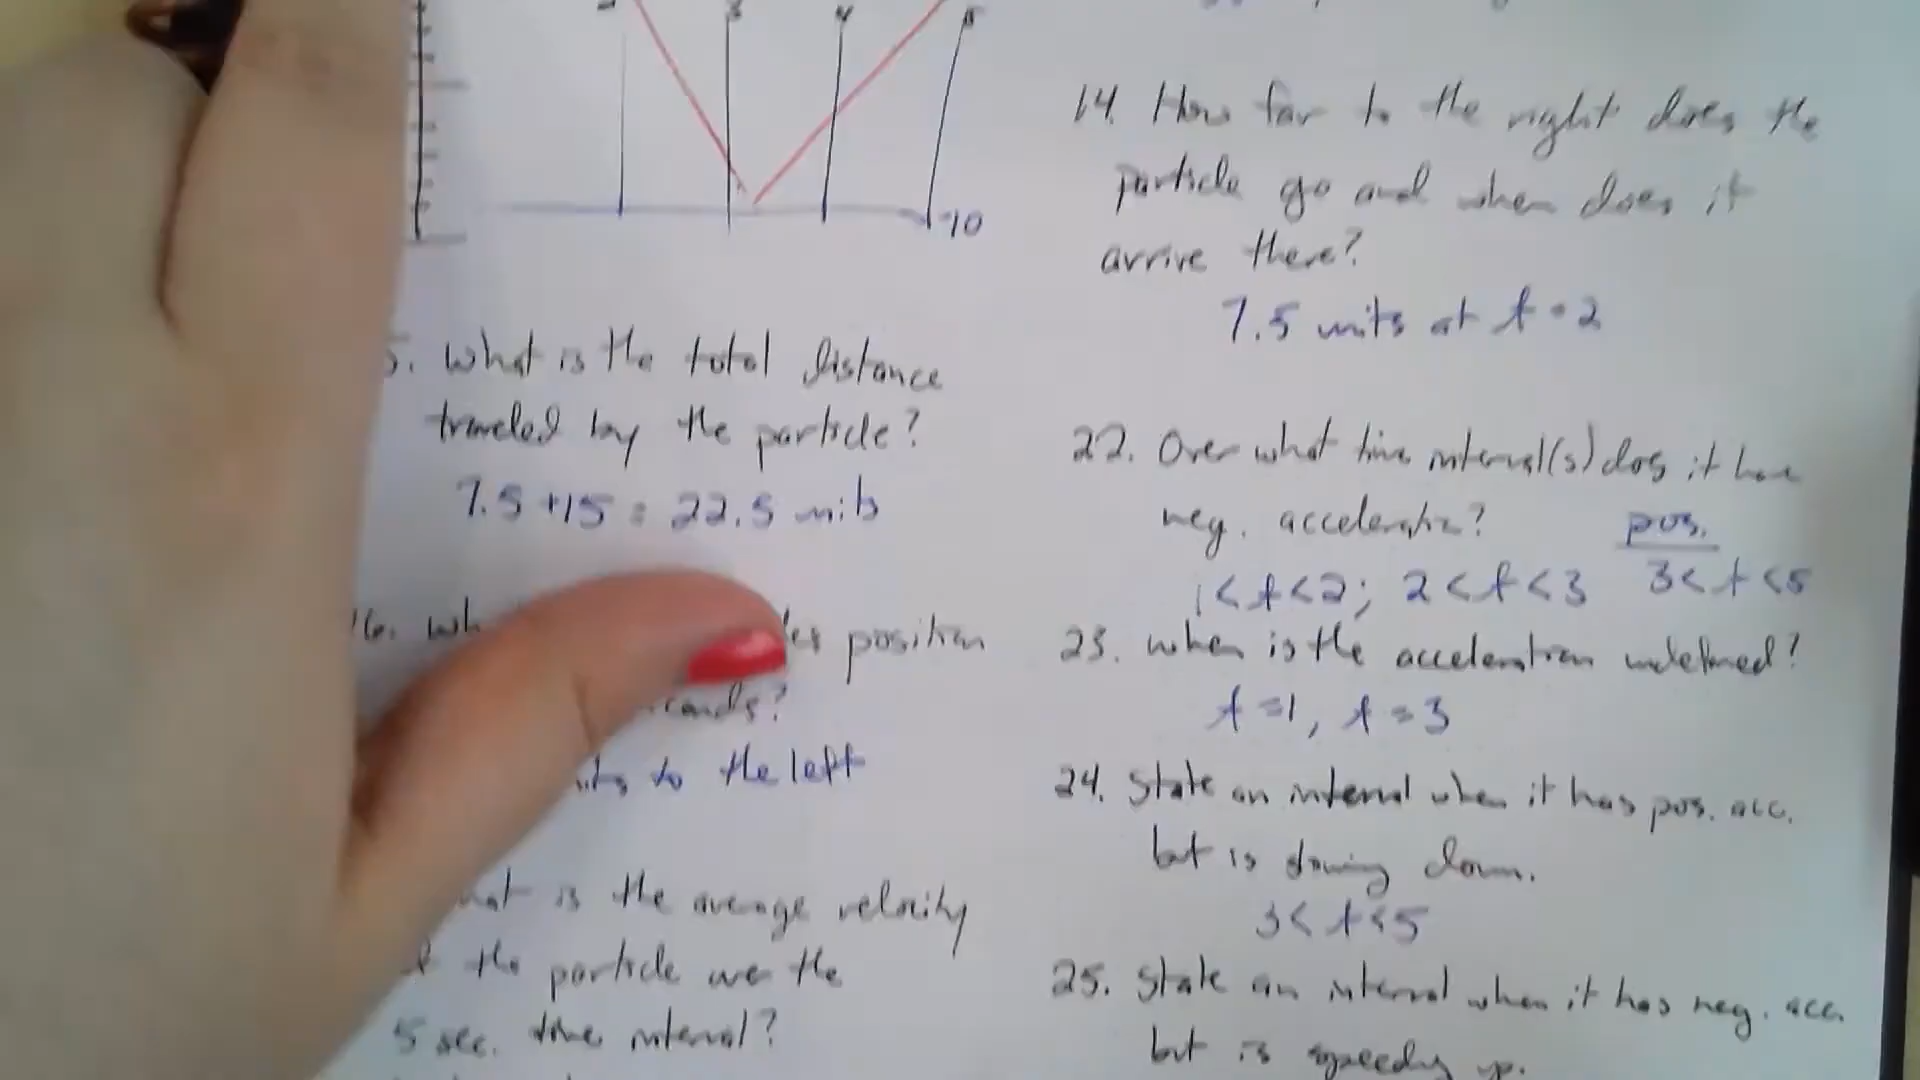 3 4 5
-10
5. What is the total distance
traveled by the particle?
7.5 + 15 = 22.5 units
16. position
to the left
is the average velocity
the particle over the
5 sec. time interval?
14. How far to the right does the
particle go and when does it
arrive there?
7.5 units at t = 2
22. Over what time interval(s) does it have
neg. acceleration?
pos.
1<t<2; 2<t<3 3<t<5
23. When is the acceleration undefined?
t=1, t=3
24. State an interval when it has pos. acc.
but is slowing down.
3<t<5
25. State an interval when it has neg. acc.
but is speeding up.